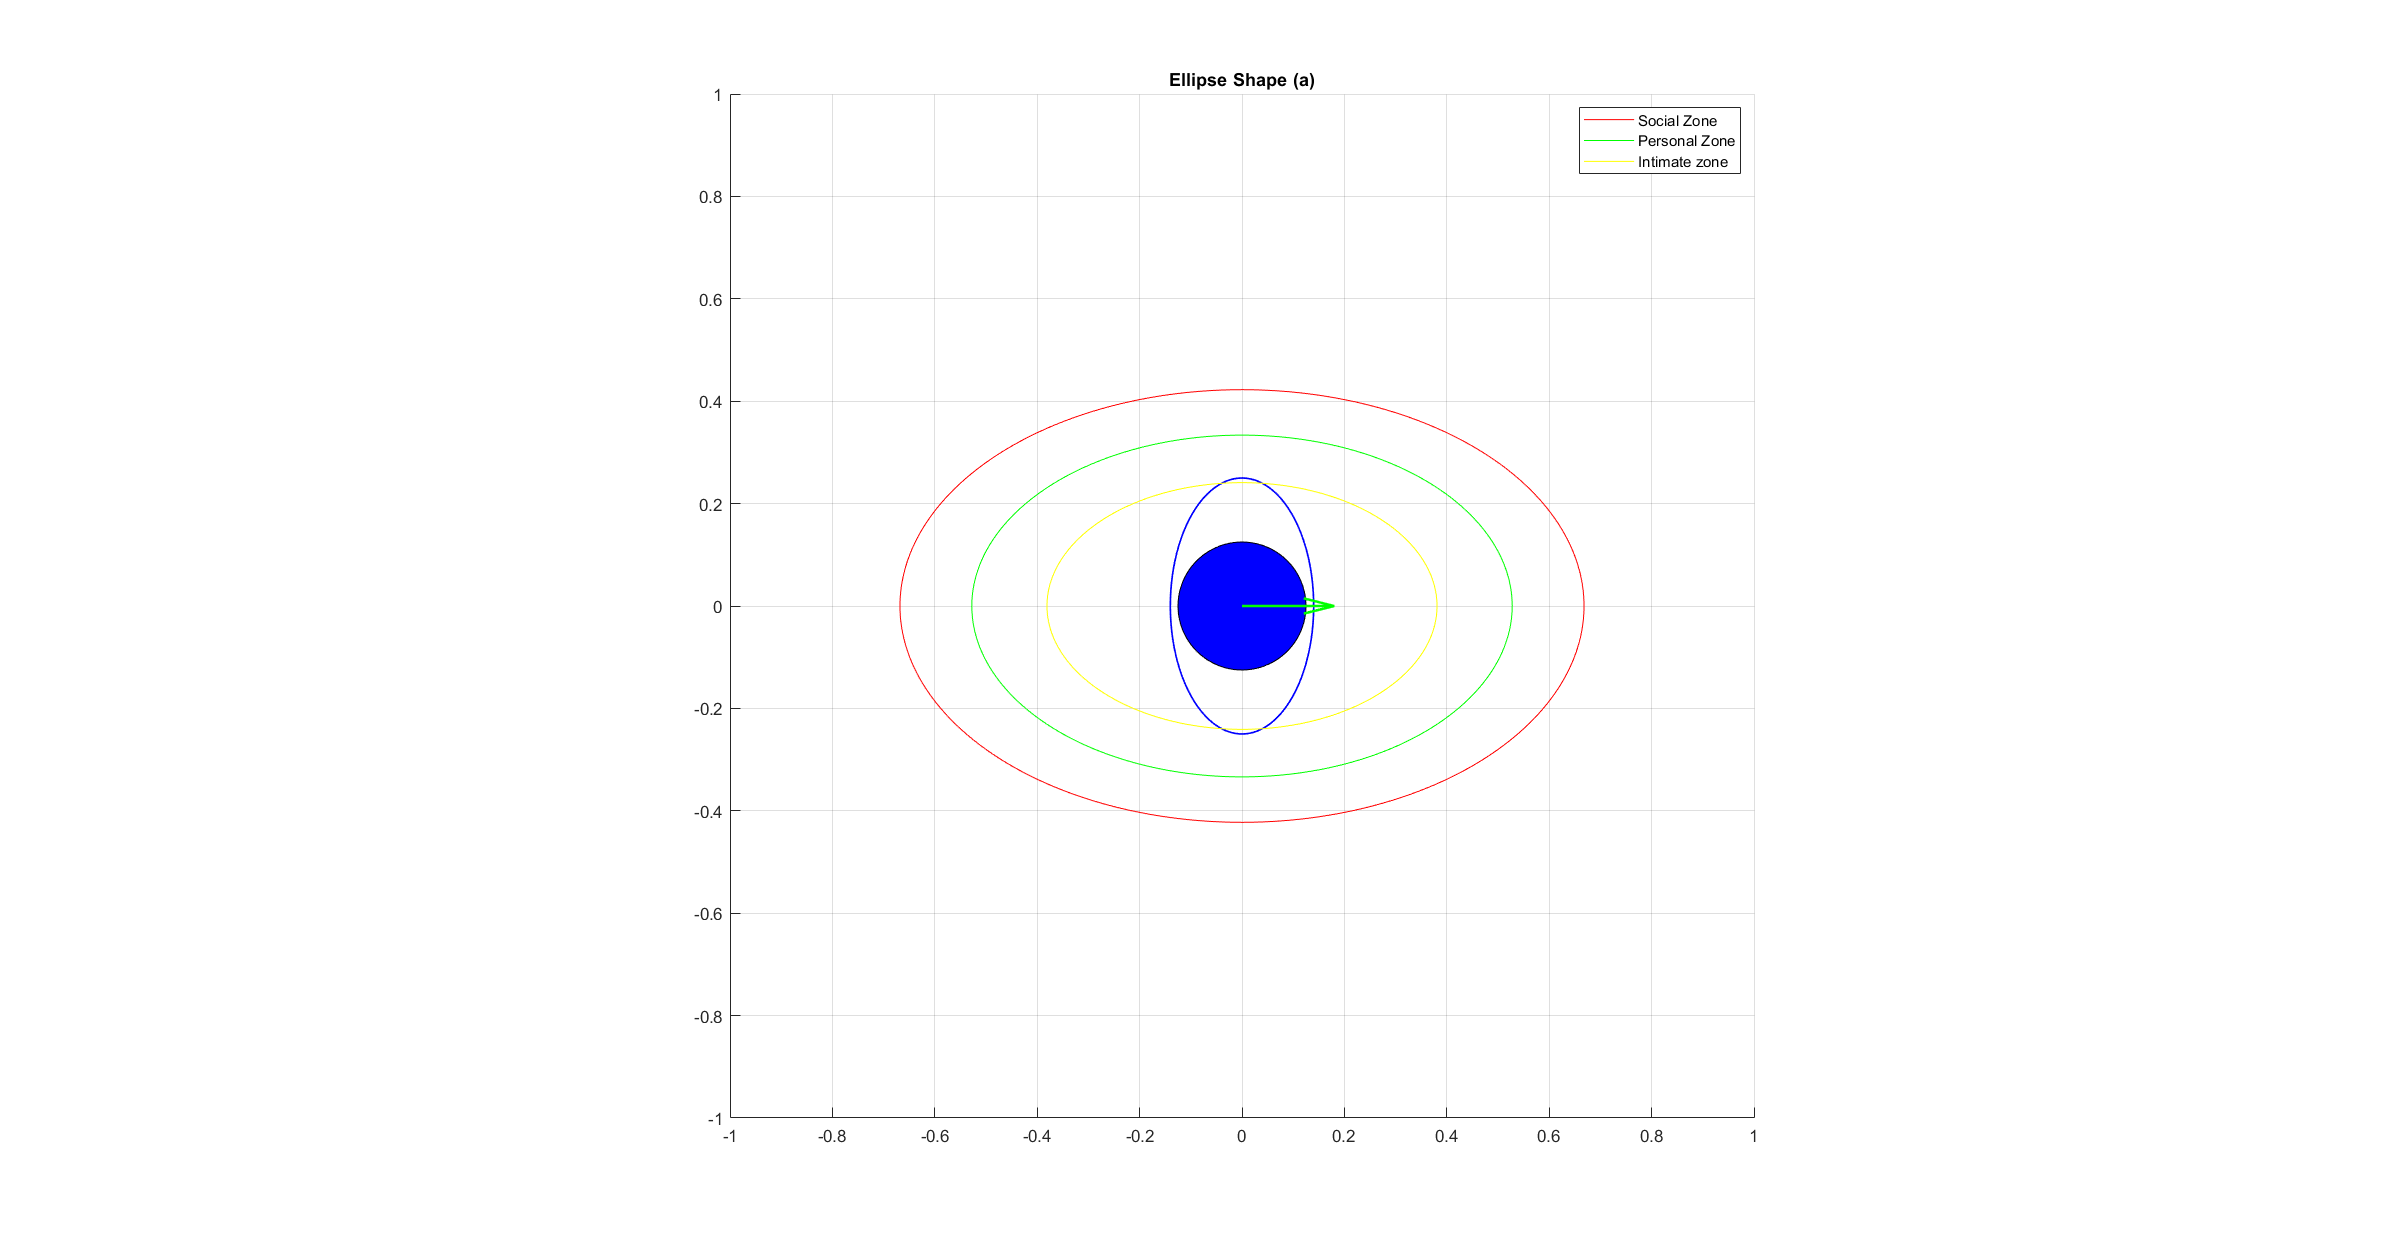 Ellipse Shape (a)
Social Zone
Personal Zone
Intimate zone
1
0.8
0.6
0.4
0.2
0
-0.2
-0.4
-0.6
-0.8
-1
-1 -0.8 -0.6 -0.4 -0.2 0 0.2 0.4 0.6 0.8 1